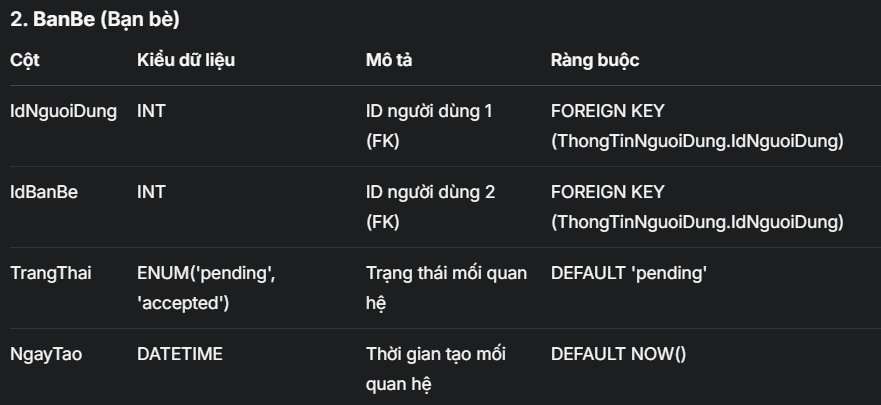 2. BanBe (Bạn bè)
Cột Kiểu dữ liệu Mô tả Ràng buộc
IdNguoiDung INT ID người dùng 1 FOREIGN KEY
(FK) (ThongTinNguoiDung.IdNguoiDung)
IdBanBe INT ID người dùng 2 FOREIGN KEY
(FK) (ThongTinNguoiDung.IdNguoiDung)
TrangThai ENUM('pending', Trạng thái mối quan DEFAULT 'pending'
'accepted') hệ
NgayTao DATETIME Thời gian tạo mối DEFAULT NOW()
quan hệ